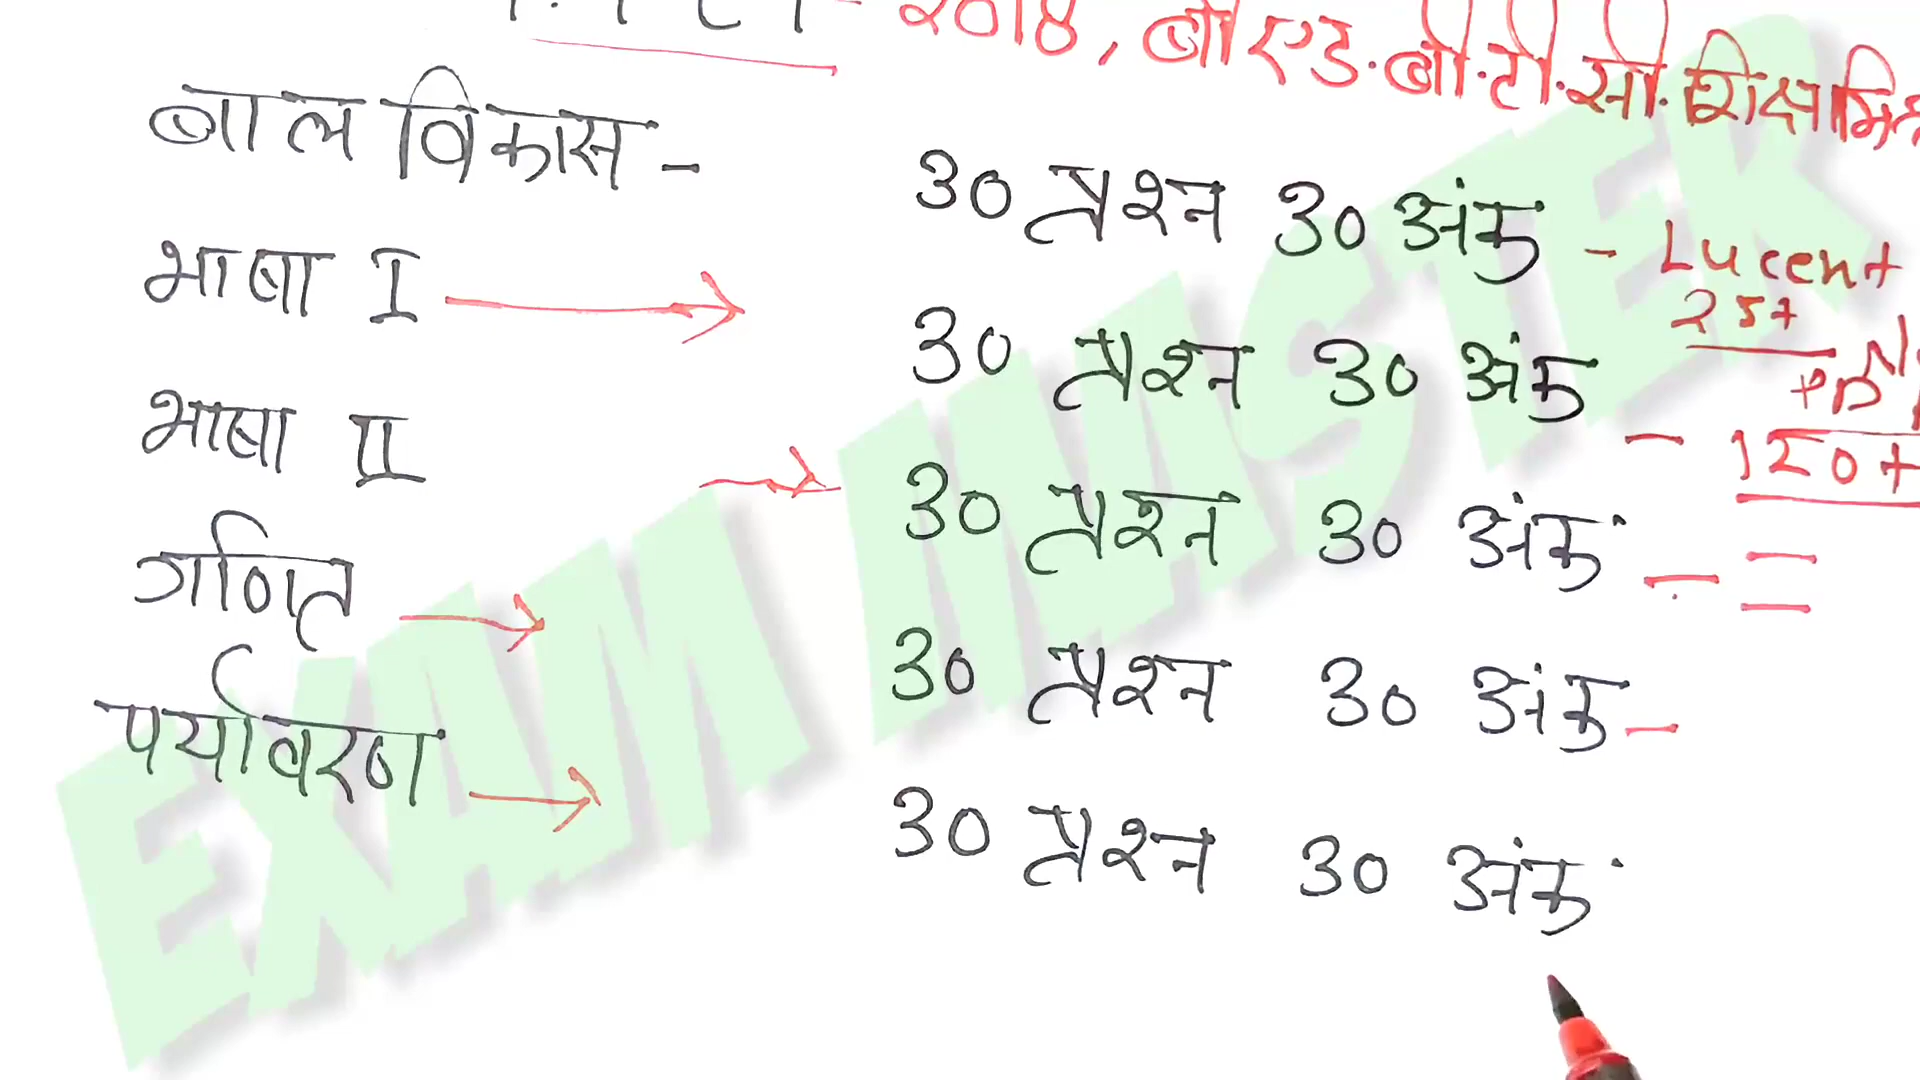 2018, बी एड. बी. टी. सी. शिक्षामित्र
बाल विकास -
30 प्रश्न 30 अंक - Lucent
25+
भाषा I
30 प्रश्न 30 अंक
- 120+
भाषा II
30 प्रश्न 30 अंक
गणित
30 प्रश्न 30 अंक
पर्यावरण
30 प्रश्न 30 अंक
EXAM MASTER